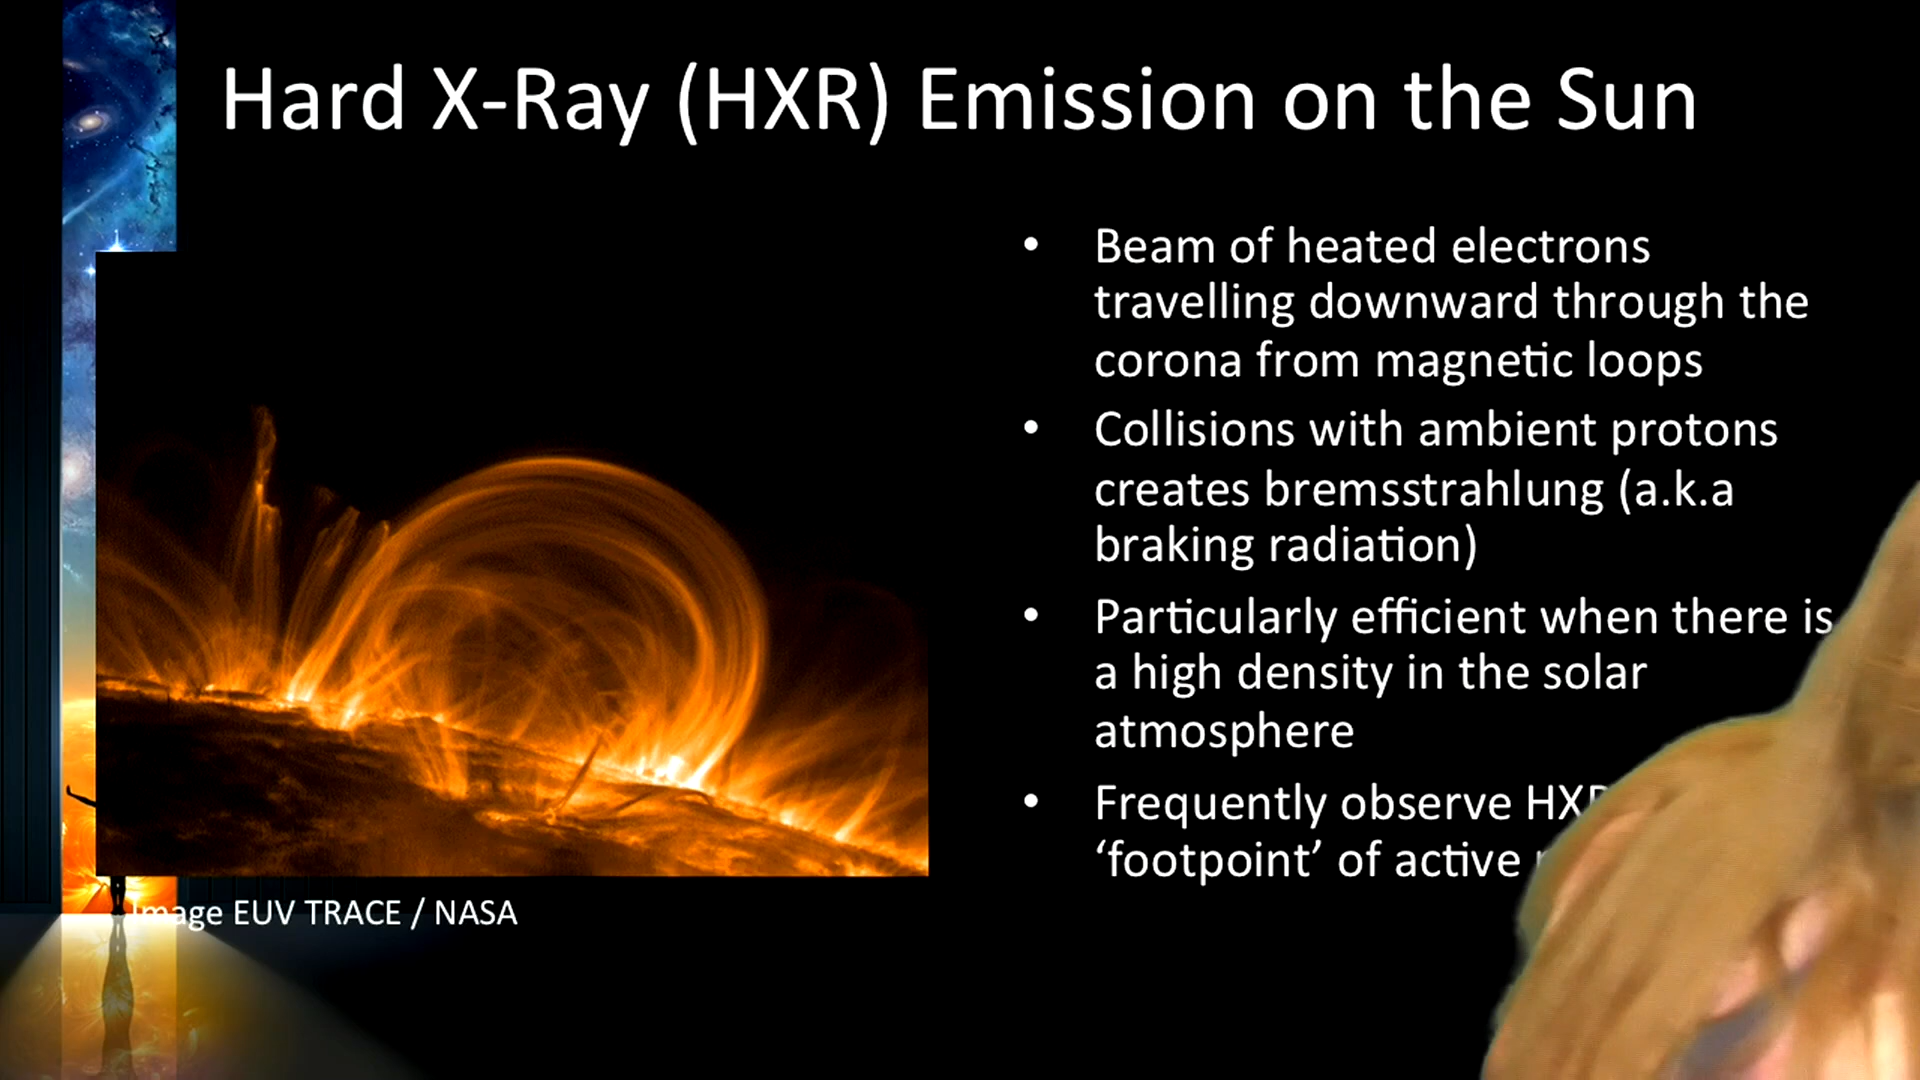 Hard X-Ray (HXR) Emission on the Sun
• Beam of heated electrons
travelling downward through the
corona from magnetic loops
• Collisions with ambient protons
creates bremsstrahlung (a.k.a
braking radiation)
• Particularly efficient when there is
a high density in the solar
atmosphere
• Frequently observe
‘footpoint’ of active
Image EUV TRACE / NASA